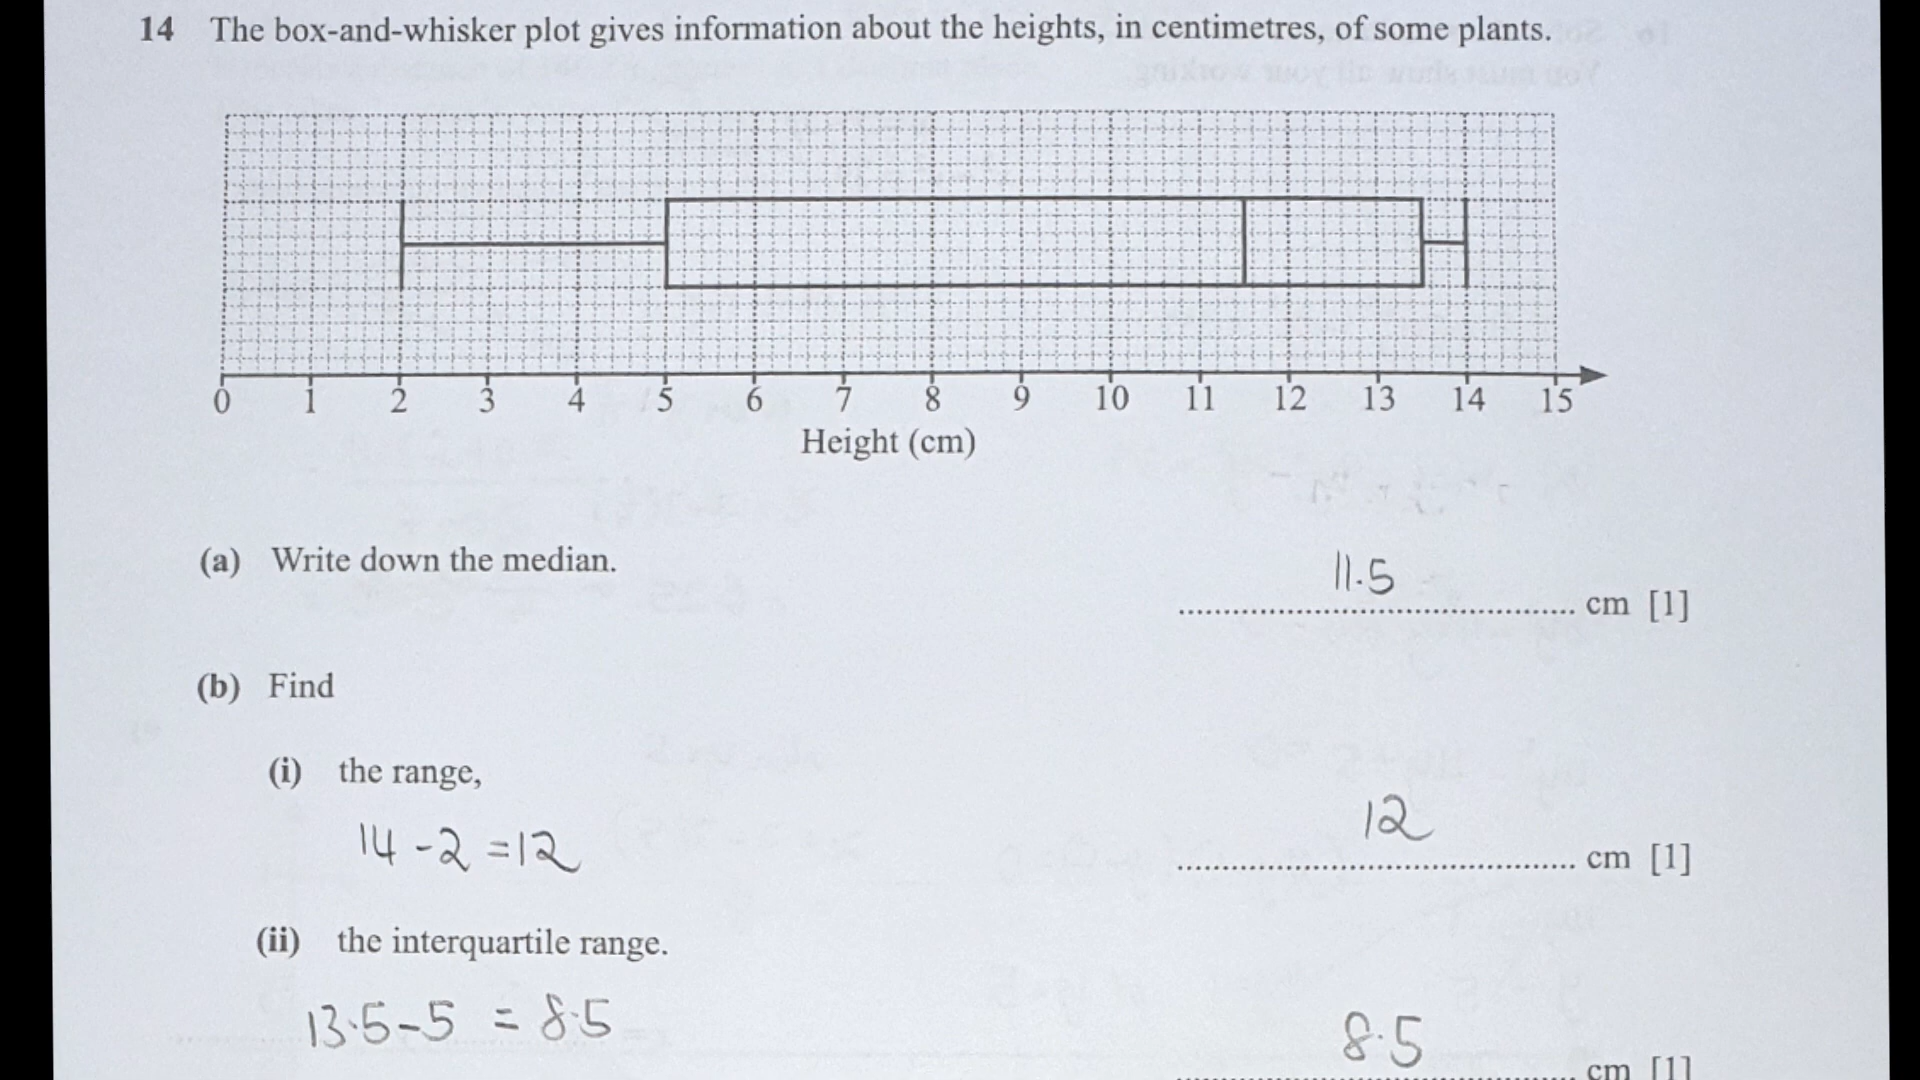 14 The box-and-whisker plot gives information about the heights, in centimetres, of some plants.
0 1 2 3 4 5 6 7 8 9 10 11 12 13 14 15
Height (cm)
(a) Write down the median.
11.5
cm [1]
(b) Find
(i) the range,
14 - 2 = 12
12
cm [1]
(ii) the interquartile range.
13.5 - 5 = 8.5
8.5
cm [1]